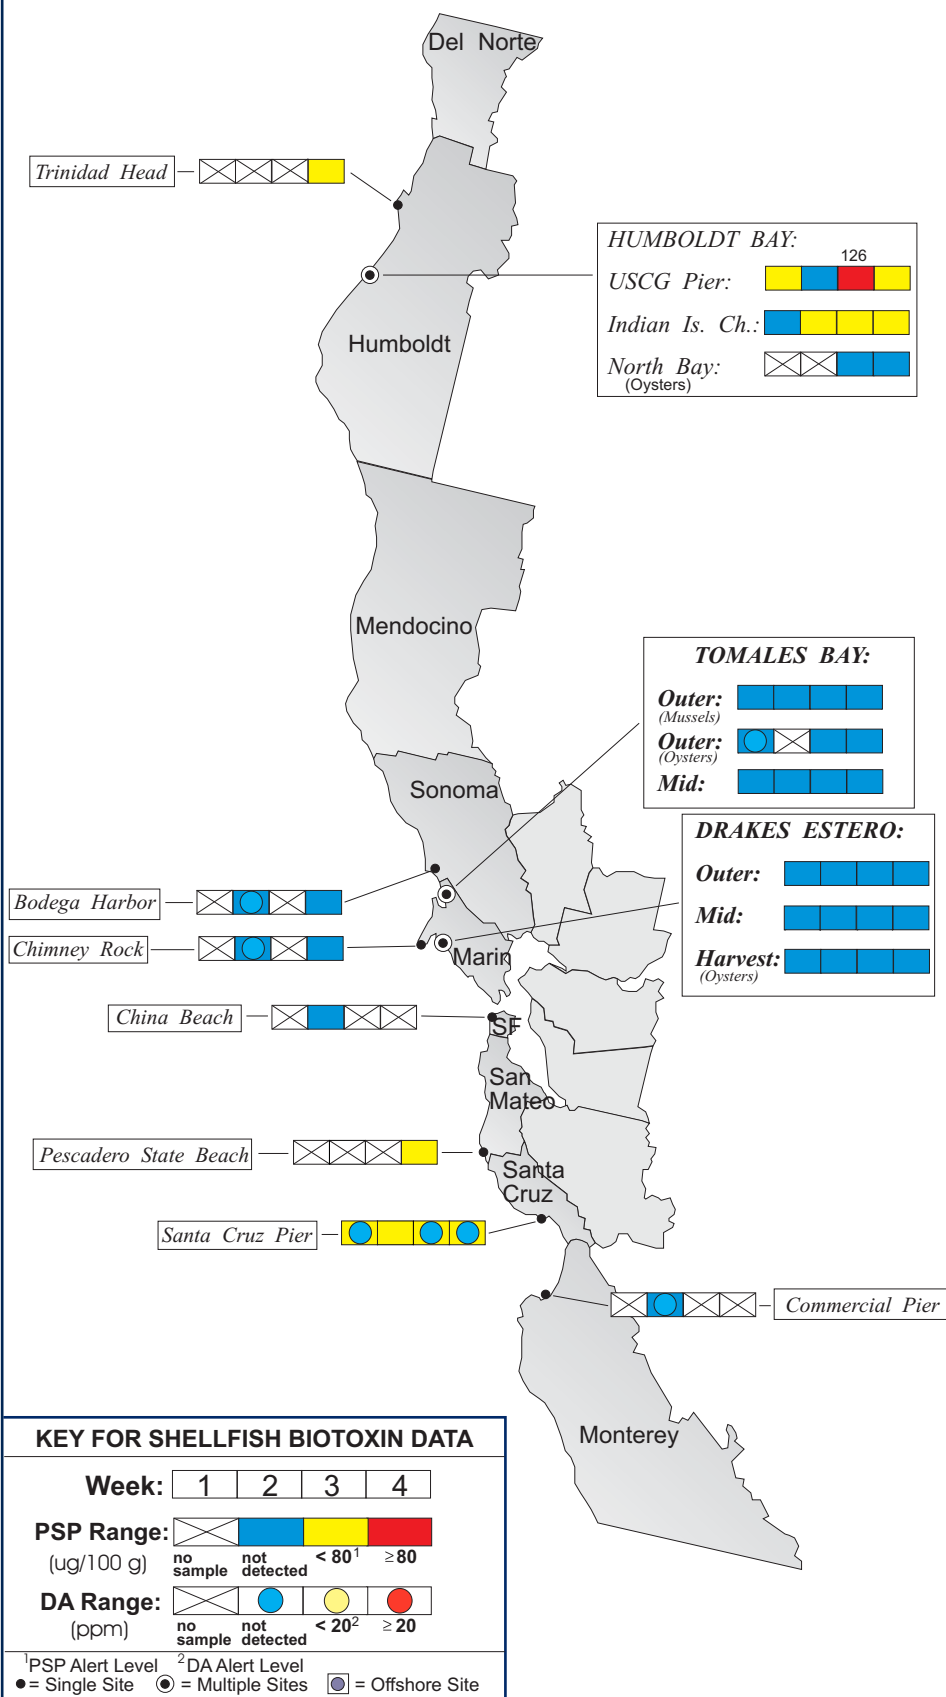 Del Norte
Trinidad Head
HUMBOLDT BAY:
126
USCG Pier:
Indian Is. Ch.:
North Bay:
(Oysters)
Humboldt
Mendocino
TOMALES BAY:
Outer:
(Mussels)
Outer:
(Oysters)
Mid:
Sonoma
DRAKES ESTERO:
Outer:
Mid:
Harvest:
(Oysters)
Bodega Harbor
Chimney Rock
Marin
China Beach
SF
San
Mateo
Pescadero State Beach
Santa
Cruz
Santa Cruz Pier
Commercial Pier
Monterey
KEY FOR SHELLFISH BIOTOXIN DATA
Week: 1 2 3 4
PSP Range:
(ug/100 g)
no sample not detected < 80¹ ≥80
DA Range:
(ppm)
no sample not detected < 20² ≥ 20
¹PSP Alert Level ²DA Alert Level
= Single Site = Multiple Sites = Offshore Site